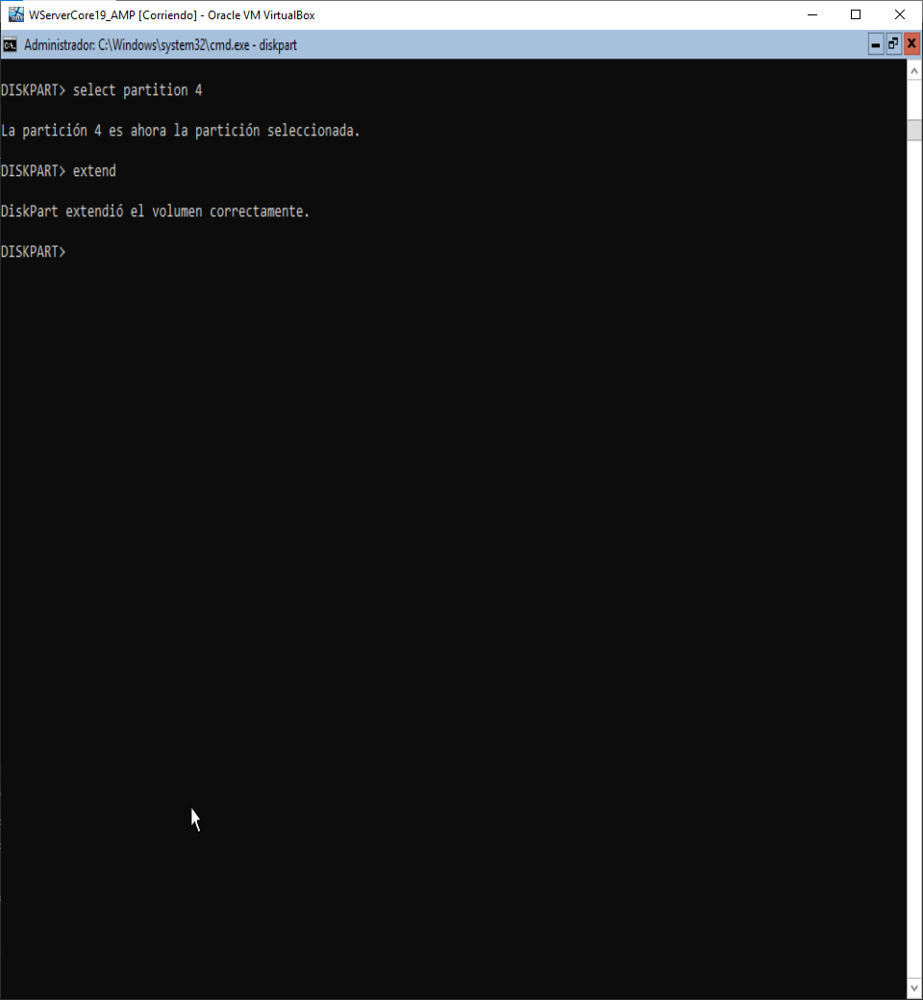 WServerCore19_AMP [Corriendo] - Oracle VM VirtualBox
Administrador: C:\Windows\system32\cmd.exe - diskpart
DISKPART> select partition 4
La partición 4 es ahora la partición seleccionada.
DISKPART> extend
DiskPart extendió el volumen correctamente.
DISKPART>